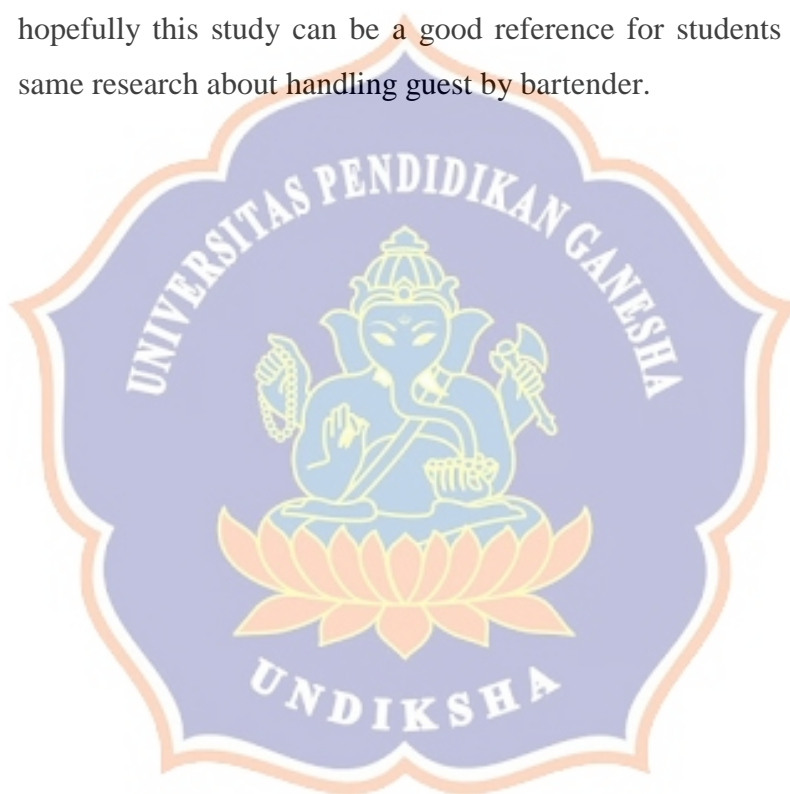 hopefully this study can be a good reference for students
same research about handling guest by bartender.
UNIVERSITAS PENDIDIKAN GANESHA
UNDIKSHA